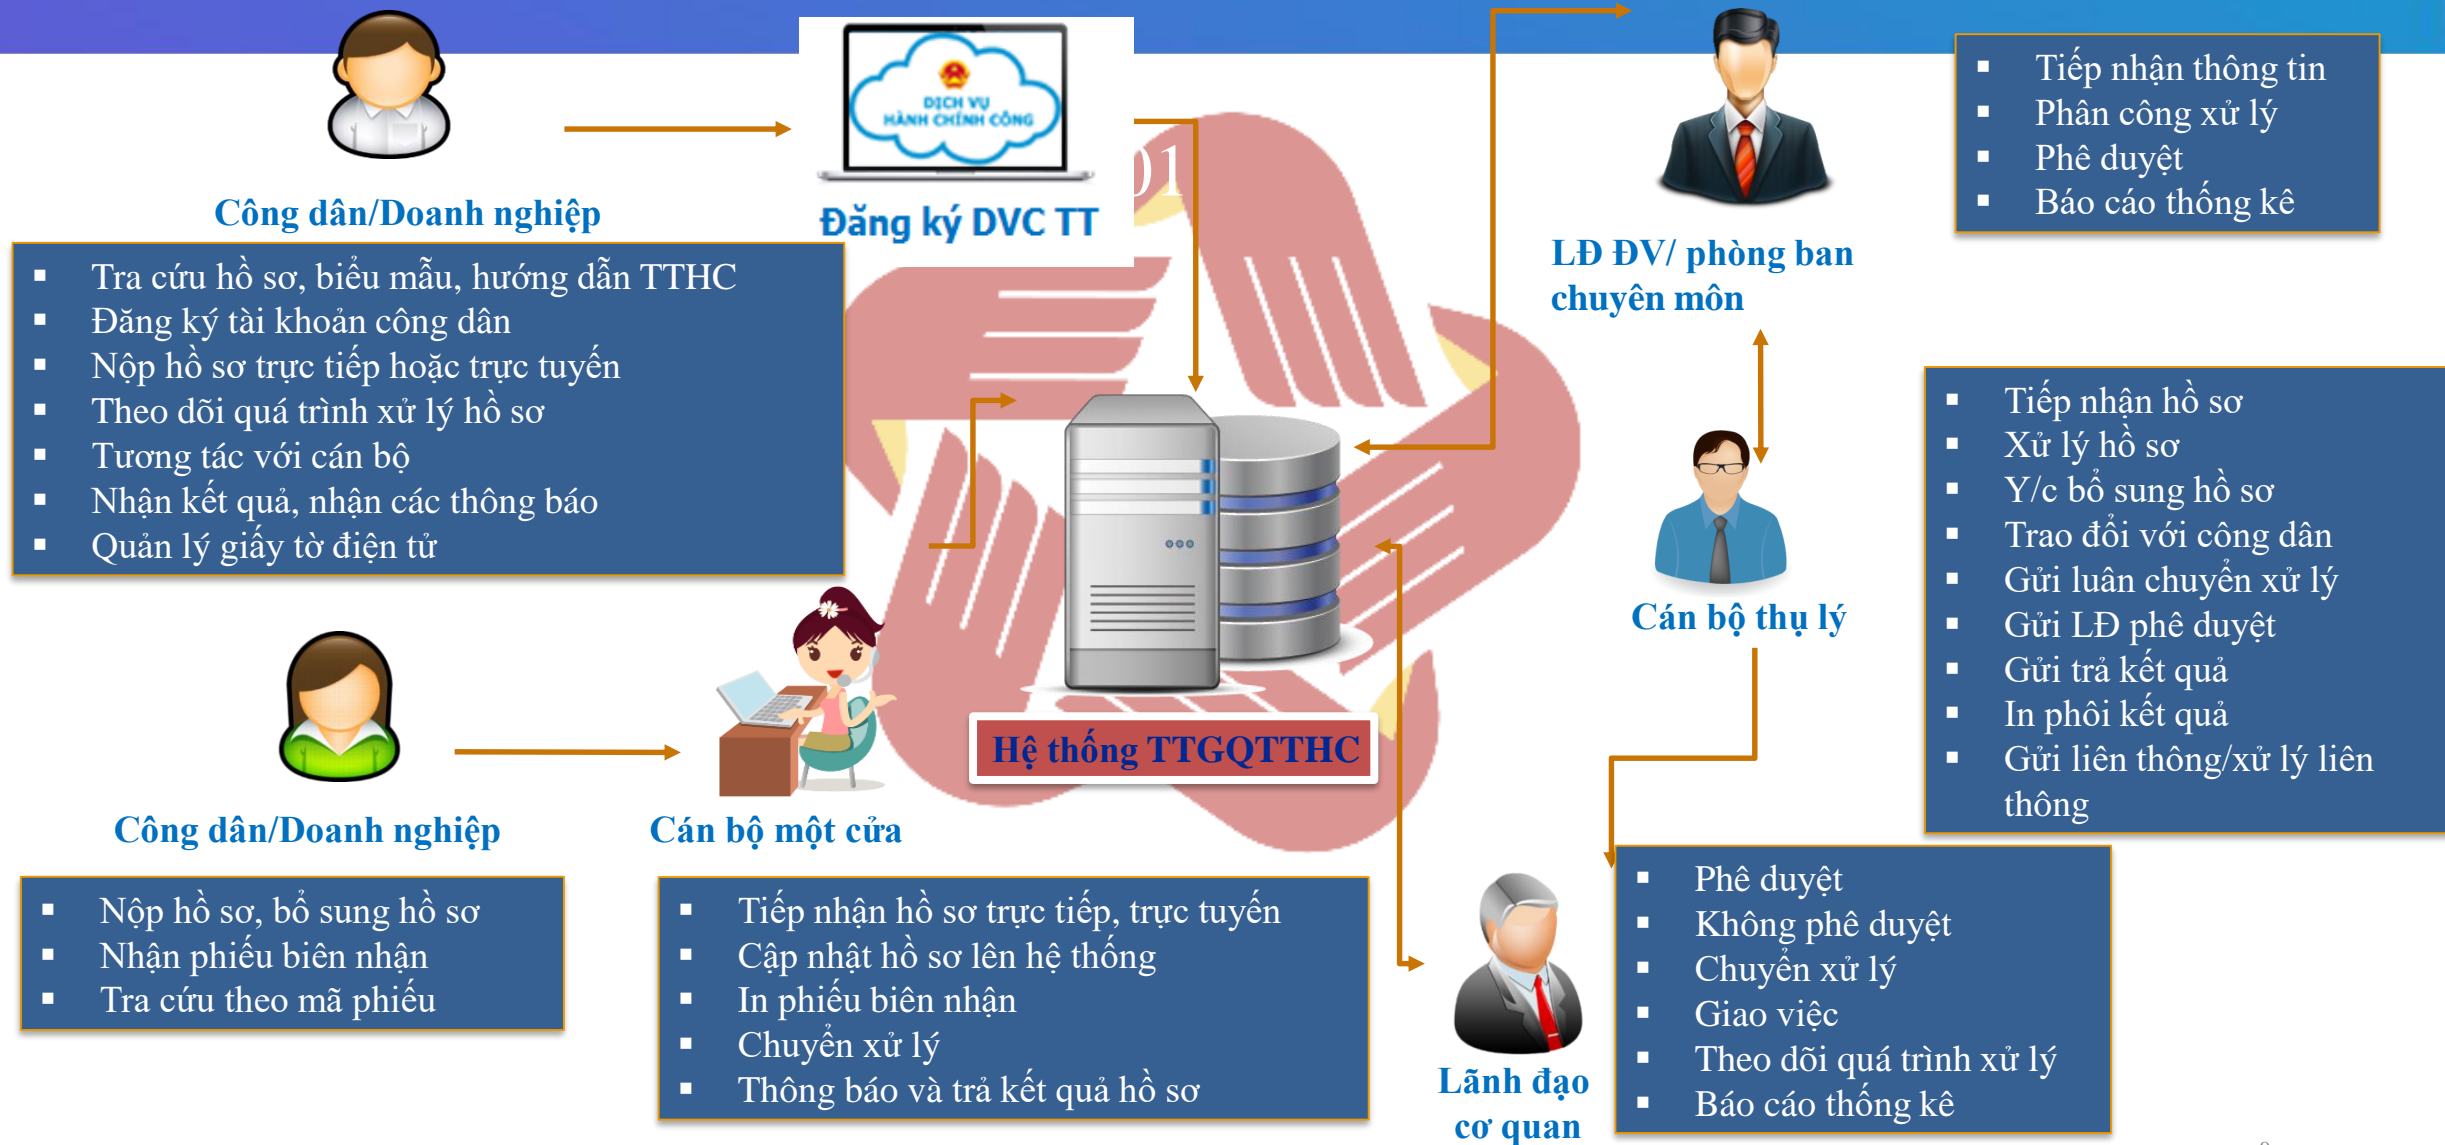 DỊCH VỤ
HÀNH CHÍNH CÔNG
01
Đăng ký DVC TT
Công dân/Doanh nghiệp
Tra cứu hồ sơ, biểu mẫu, hướng dẫn TTHC
Đăng ký tài khoản công dân
Nộp hồ sơ trực tiếp hoặc trực tuyến
Theo dõi quá trình xử lý hồ sơ
Tương tác với cán bộ
Nhận kết quả, nhận các thông báo
Quản lý giấy tờ điện tử
LĐ ĐV/ phòng ban
chuyên môn
Tiếp nhận thông tin
Phân công xử lý
Phê duyệt
Báo cáo thống kê
Cán bộ thụ lý
Tiếp nhận hồ sơ
Xử lý hồ sơ
Y/c bổ sung hồ sơ
Trao đổi với công dân
Gửi luân chuyển xử lý
Gửi LĐ phê duyệt
Gửi trả kết quả
In phôi kết quả
Gửi liên thông/xử lý liên
thông
Hệ thống TTGQTTHC
Công dân/Doanh nghiệp
Nộp hồ sơ, bổ sung hồ sơ
Nhận phiếu biên nhận
Tra cứu theo mã phiếu
Cán bộ một cửa
Tiếp nhận hồ sơ trực tiếp, trực tuyến
Cập nhật hồ sơ lên hệ thống
In phiếu biên nhận
Chuyển xử lý
Thông báo và trả kết quả hồ sơ
Lãnh đạo
cơ quan
Phê duyệt
Không phê duyệt
Chuyển xử lý
Giao việc
Theo dõi quá trình xử lý
Báo cáo thống kê